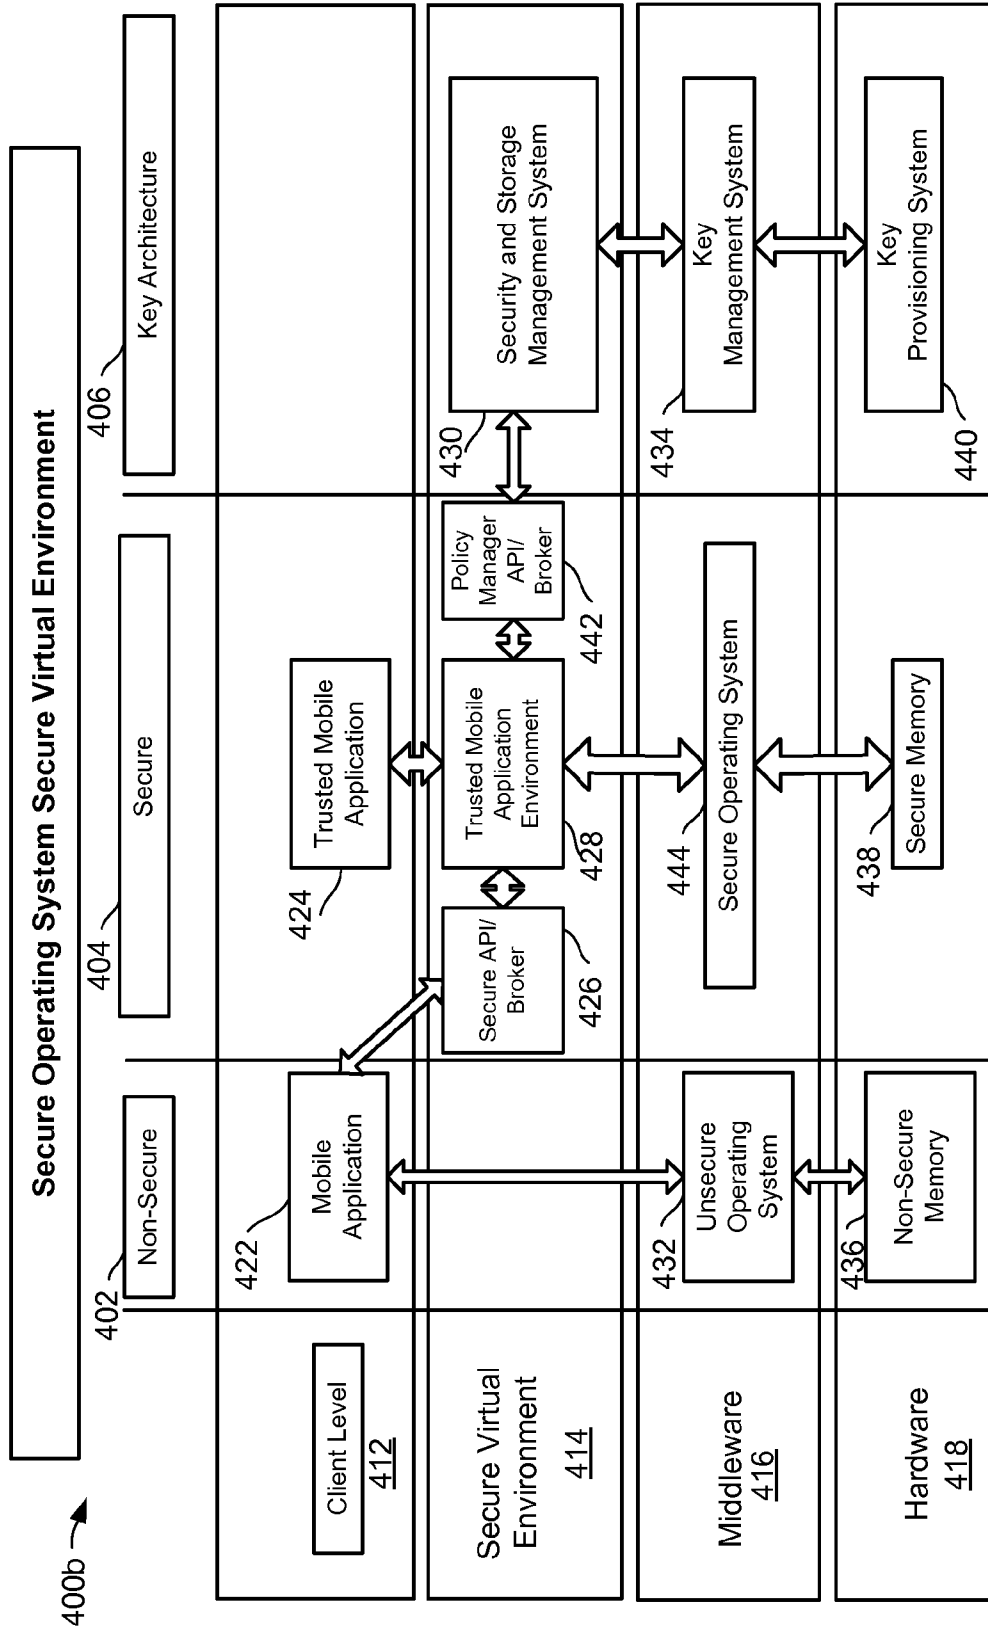 Secure Operating System Secure Virtual Environment
400b
402
Non-Secure
404
Secure
406
Key Architecture
Client Level
412
422
Mobile
Application
424
Trusted Mobile
Application
Secure Virtual
Environment
414
Secure API/
Broker
426
Trusted Mobile
Application
Environment
428
Policy
Manager
API/
Broker
442
430
Security and Storage
Management System
Middleware
416
432
Unsecure
Operating
System
444
Secure Operating System
434
Key
Management System
Hardware
418
436
Non-Secure
Memory
438
Secure Memory
Key
Provisioning System
440